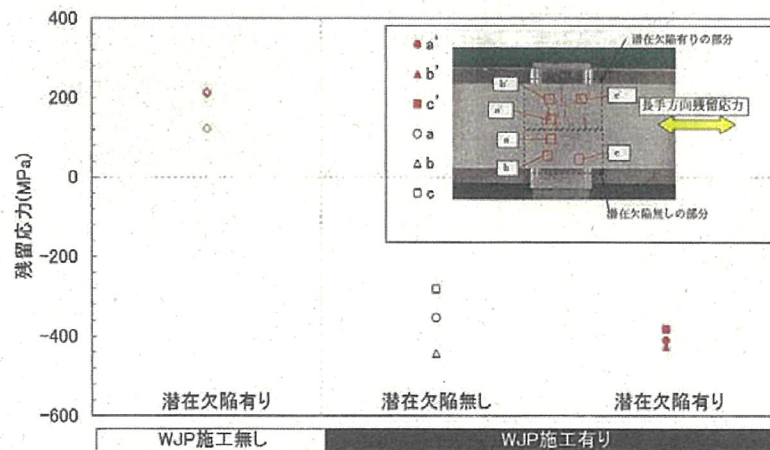 400
200
0
-200
-400
-600
残留応力(MPa)
a'
b'
c'
a
b
c
潜在欠陥有りの部分
長手方向残留応力
b'
c'
a'
a
b
c
潜在欠陥無しの部分
潜在欠陥有り
潜在欠陥無し
潜在欠陥有り
WJP施工無し
WJP施工有り